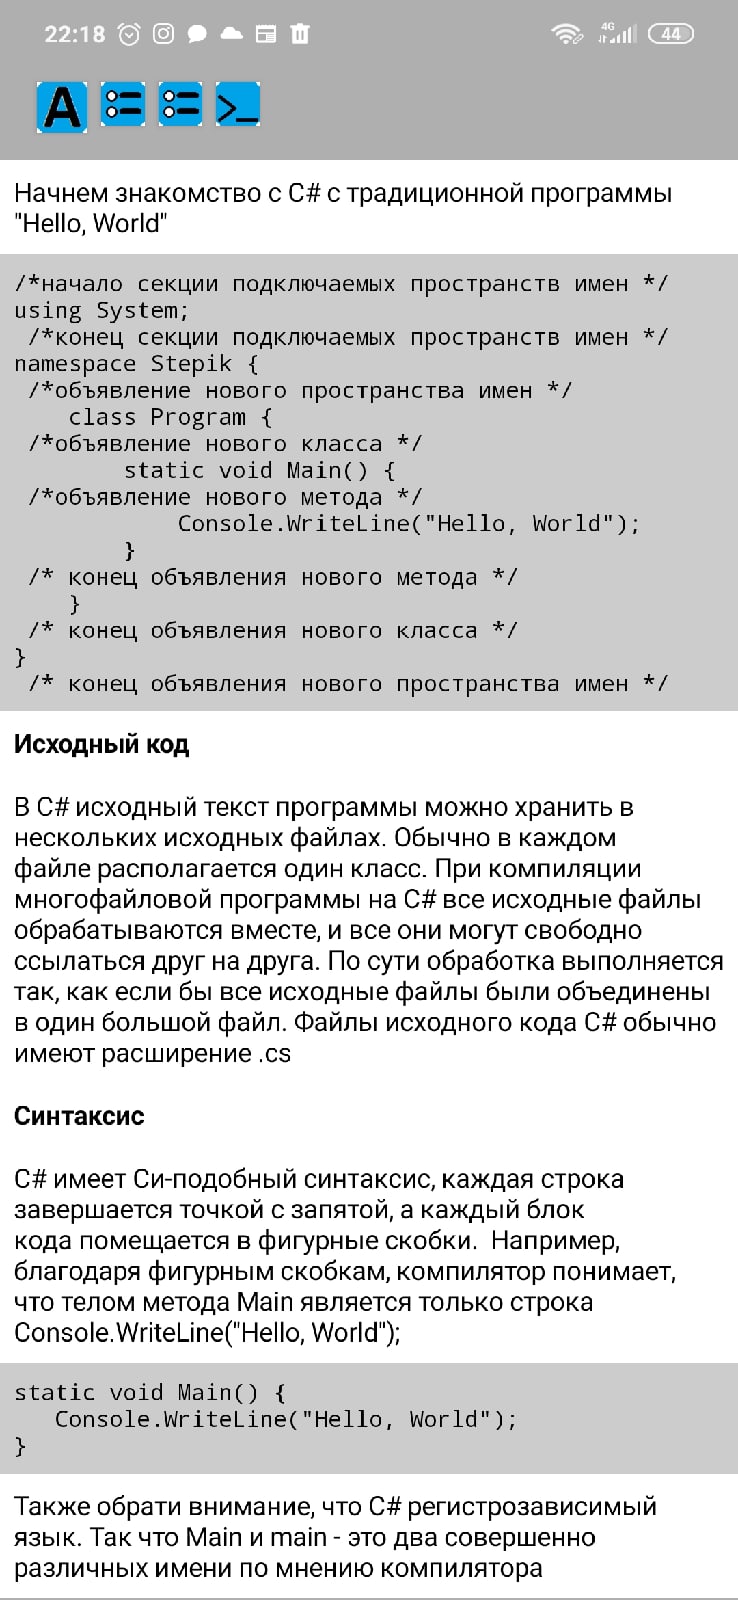 22:18
4G
44
A
>_
Начнем знакомство с C# с традиционной программы
"Hello, World"
/*начало секции подключаемых пространств имен */
using System;
/*конец секции подключаемых пространств имен */
namespace Stepik {
/*объявление нового пространства имен */
class Program {
/*объявление нового класса */
static void Main() {
/*объявление нового метода */
Console.WriteLine("Hello, World");
}
/* конец объявления нового метода */
}
/* конец объявления нового класса */
}
/* конец объявления нового пространства имен */
Исходный код
В C# исходный текст программы можно хранить в
нескольких исходных файлах. Обычно в каждом
файле располагается один класс. При компиляции
многофайловой программы на C# все исходные файлы
обрабатываются вместе, и все они могут свободно
ссылаться друг на друга. По сути обработка выполняется
так, как если бы все исходные файлы были объединены
в один большой файл. Файлы исходного кода C# обычно
имеют расширение .cs
Синтаксис
C# имеет Си-подобный синтаксис, каждая строка
завершается точкой с запятой, а каждый блок
кода помещается в фигурные скобки.  Например,
благодаря фигурным скобкам, компилятор понимает,
что телом метода Main является только строка
Console.WriteLine("Hello, World");
static void Main() {
Console.WriteLine("Hello, World");
}
Также обрати внимание, что C# регистрозависимый
язык. Так что Main и main - это два совершенно
различных имени по мнению компилятора